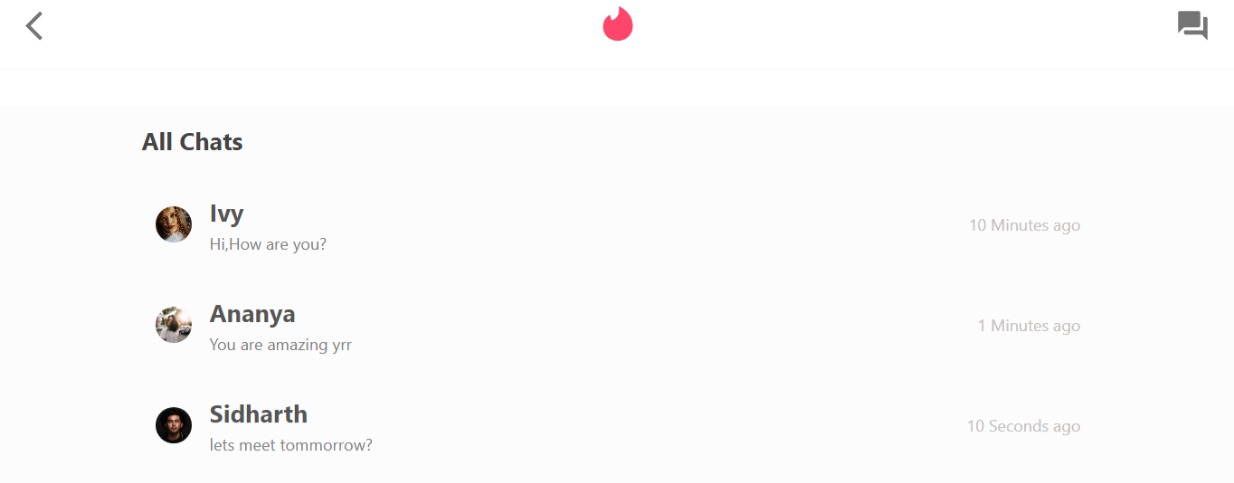 All Chats
Ivy
Hi,How are you?
10 Minutes ago
Ananya
You are amazing yrr
1 Minutes ago
Sidharth
lets meet tommorrow?
10 Seconds ago